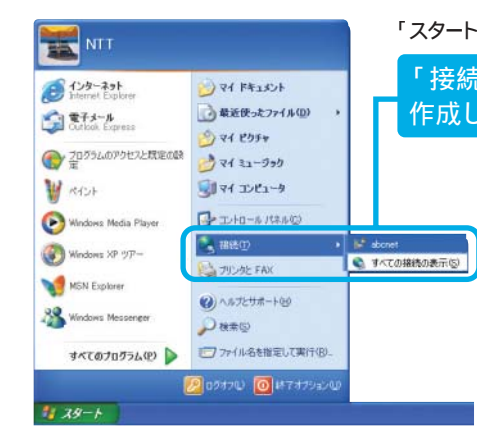 「スタート
「接続
作成し
NTT
インターネット
Internet Explorer
電子メール
Outlook Express
プログラムのアクセスと既定の設
定
ペイント
Windows Media Player
Windows XP ツアー
MSN Explorer
Windows Messenger
すべてのプログラム(P)
マイ ドキュメント
最近使ったファイル(D)
マイ ピクチャ
マイ ミュージック
マイ コンピュータ
コントロール パネル(C)
接続(T)
プリンタと FAX
ヘルプとサポート(H)
検索(S)
ファイル名を指定して実行(R)...
abcnet
すべての接続の表示(S)
ログオフ(L)
終了オプション(U)
スタート